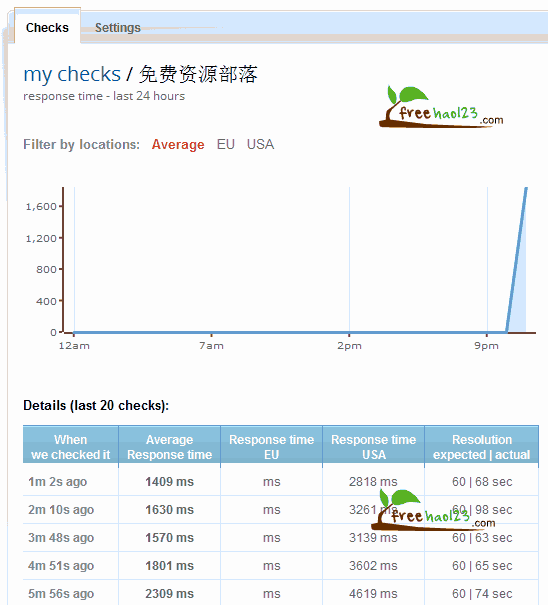 Checks Settings
my checks / 免费资源部落
response time - last 24 hours
freehao123.com
Filter by locations: Average EU USA
1,600
1,200
800
400
0
12am 7am 2pm 9pm
Details (last 20 checks):
When we checked it Average Response time Response time EU Response time USA Resolution expected | actual
1m 2s ago 1409 ms ms 2818 ms 60 | 68 sec
2m 10s ago 1630 ms ms 3261 ms 60 | 98 sec
freehao123.com
3m 48s ago 1570 ms ms 3139 ms 60 | 63 sec
4m 51s ago 1801 ms ms 3602 ms 60 | 65 sec
5m 56s ago 2309 ms ms 4619 ms 60 | 74 sec